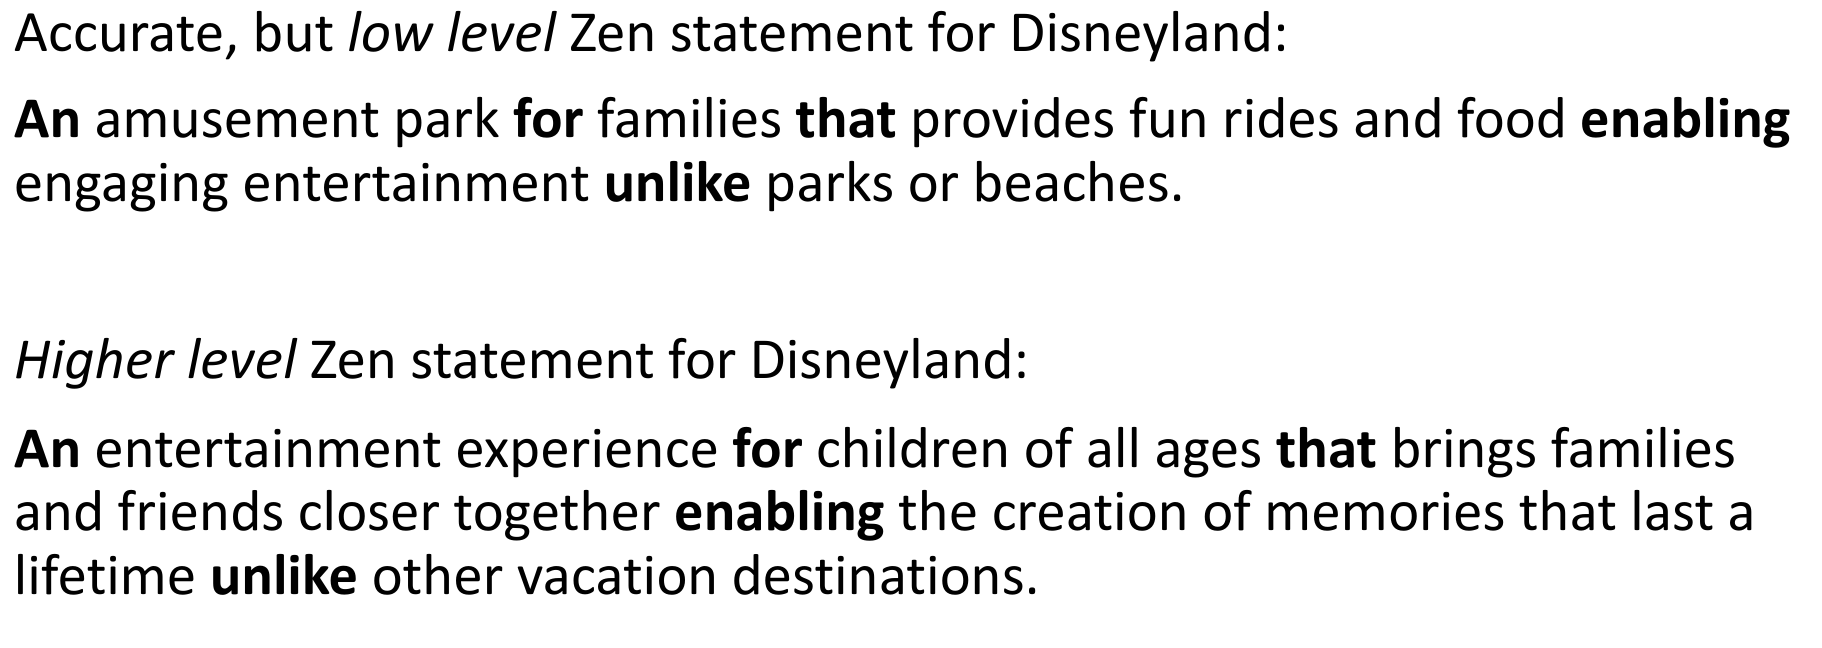 Accurate, but low level Zen statement for Disneyland:
An amusement park for families that provides fun rides and food enabling
engaging entertainment unlike parks or beaches.
Higher level Zen statement for Disneyland:
An entertainment experience for children of all ages that brings families
and friends closer together enabling the creation of memories that last a
lifetime unlike other vacation destinations.